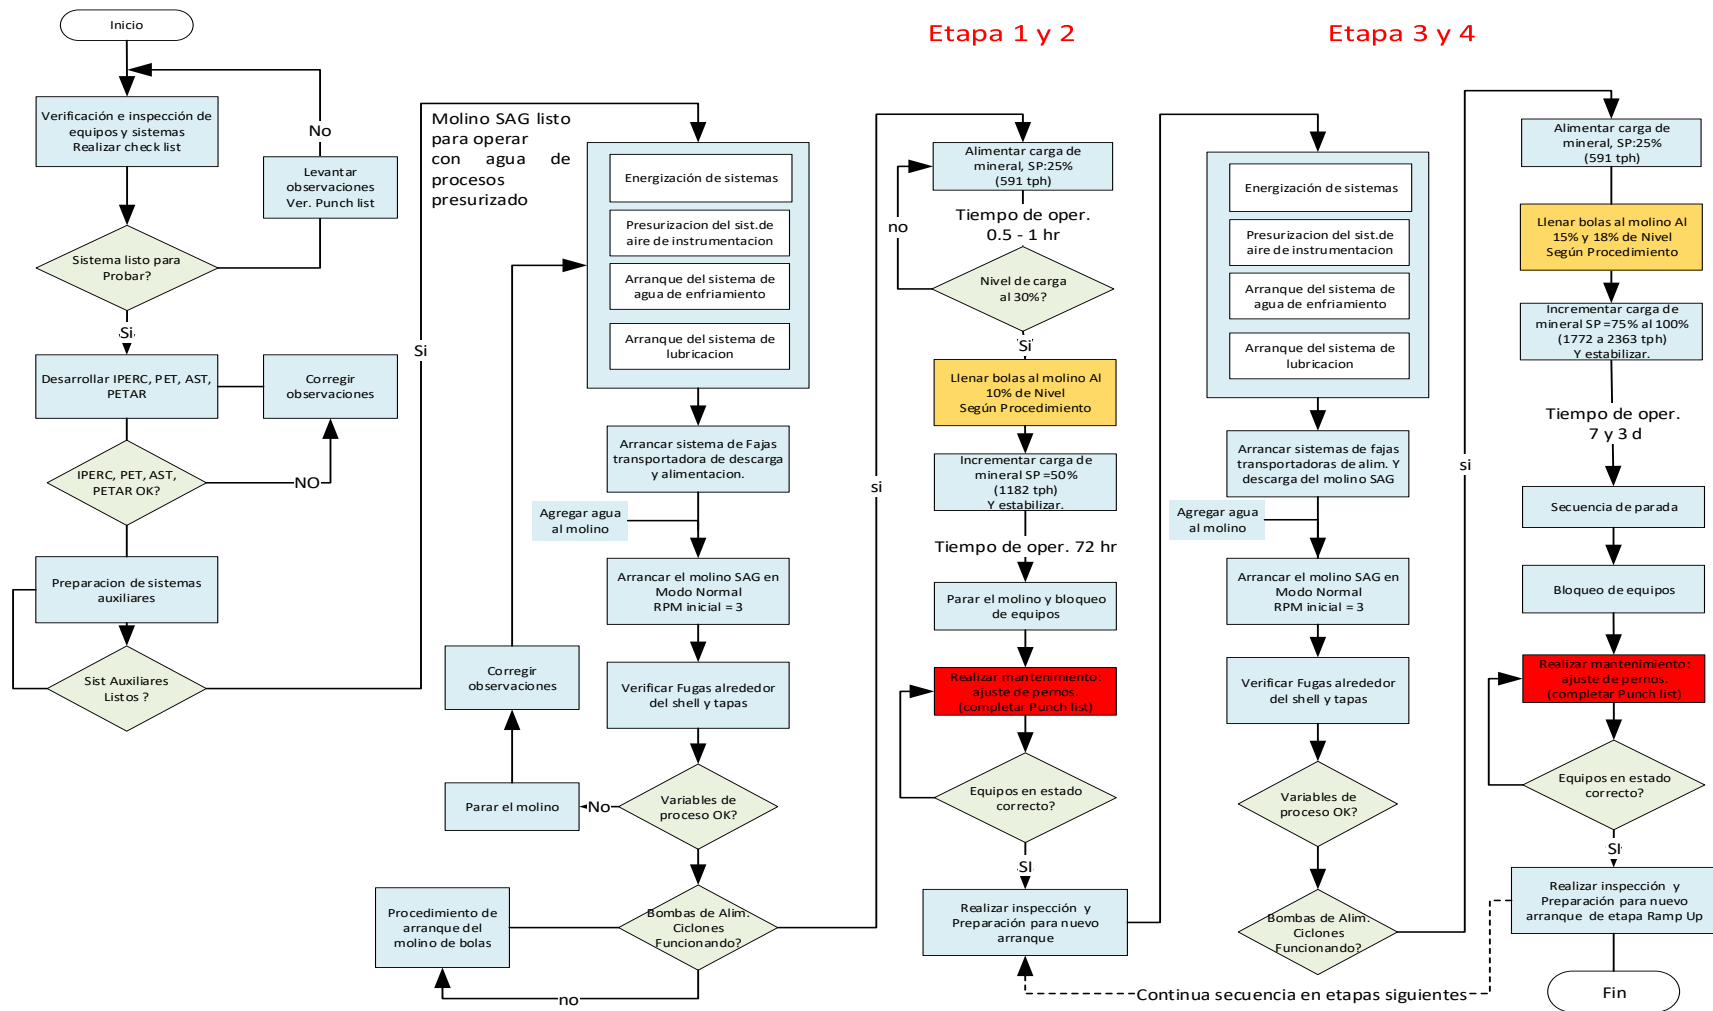 Inicio
Verificación e inspección de
equipos y sistemas
Realizar check list
No
Levantar
observaciones
Ver. Punch list
Sistema listo para
Probar?
Si
Desarrollar IPERC, PET, AST,
PETAR
Corregir
observaciones
IPERC, PET, AST,
PETAR OK?
NO
Preparacion de sistemas
auxiliares
Sist Auxiliares
Listos ?
Si
Molino SAG listo
para operar
con agua de
procesos
presurizado
Energización de sistemas
Presurizacion del sist.de
aire de instrumentacion
Arranque del sistema de
agua de enfriamiento
Arranque del sistema de
lubricacion
Arrancar sistema de Fajas
transportadora de descarga
y alimentacion.
Agregar agua
al molino
Arrancar el molino SAG en
Modo Normal
RPM inicial = 3
Corregir
observaciones
Verificar Fugas alrededor
del shell y tapas
Parar el molino
No
Variables de
proceso OK?
Procedimiento de
arranque del
molino de bolas
Bombas de Alim.
Ciclones
Funcionando?
no
si
Etapa 1 y 2
Alimentar carga de
mineral, SP:25%
(591 tph)
Tiempo de oper.
0.5 - 1 hr
no
Nivel de carga
al 30%?
Si
Llenar bolas al molino Al
10% de Nivel
Según Procedimiento
Incrementar carga de
mineral SP =50%
(1182 tph)
Y estabilizar.
Tiempo de oper. 72 hr
Parar el molino y bloqueo
de equipos
Realizar mantenimiento:
ajuste de pernos.
(completar Punch list)
Equipos en estado
correcto?
SI
Realizar inspección y
Preparación para nuevo
arranque
Etapa 3 y 4
Energización de sistemas
Presurizacion del sist.de
aire de instrumentacion
Arranque del sistema de
agua de enfriamiento
Arranque del sistema de
lubricacion
Arrancar sistemas de fajas
transportadoras de alim. Y
descarga del molino SAG
Agregar agua
al molino
Arrancar el molino SAG en
Modo Normal
RPM inicial = 3
Verificar Fugas alrededor
del shell y tapas
Variables de
proceso OK?
Bombas de Alim.
Ciclones
Funcionando?
si
Alimentar carga de
mineral, SP:25%
(591 tph)
Llenar bolas al molino Al
15% y 18% de Nivel
Según Procedimiento
Incrementar carga de
mineral SP =75% al 100%
(1772 a 2363 tph)
Y estabilizar.
Tiempo de oper.
7 y 3 d
Secuencia de parada
Bloqueo de equipos
Realizar mantenimiento:
ajuste de pernos.
(completar Punch list)
Equipos en estado
correcto?
SI
Realizar inspección y
Preparación para nuevo
arranque de etapa Ramp Up
Continua secuencia en etapas siguientes
Fin